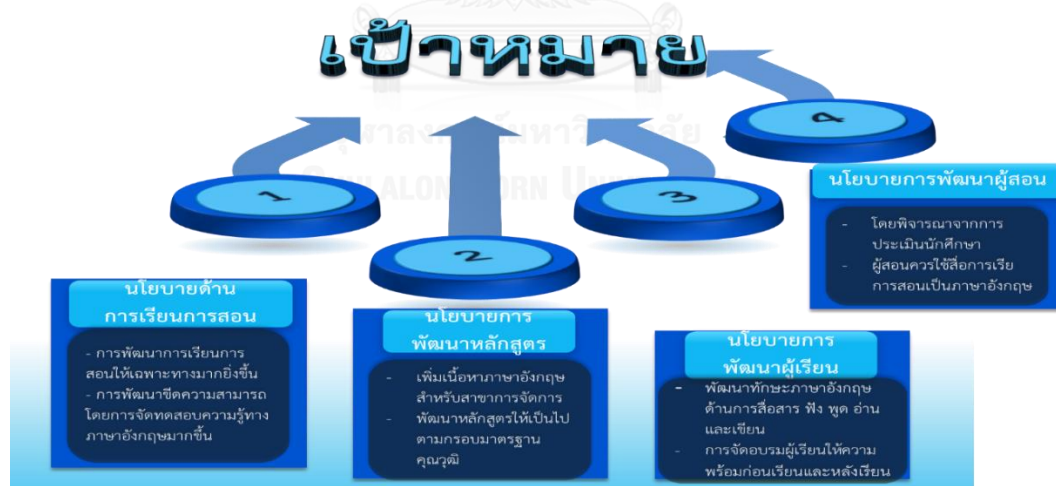 เป้าหมาย
1
2
3
4
นโยบายด้าน
การเรียนการสอน
- การพัฒนาการเรียนการ
สอนให้เฉพาะทางมากยิ่งขึ้น
- การพัฒนาขีดความสามารถ
โดยการจัดทดสอบความรู้ทาง
ภาษาอังกฤษมากขึ้น
นโยบายการ
พัฒนาหลักสูตร
- เพิ่มเนื้อหาภาษาอังกฤษ
สำหรับสาขาการจัดการ
- พัฒนาหลักสูตรให้เป็นไป
ตามกรอบมาตรฐาน
คุณวุฒิ
นโยบายการ
พัฒนาผู้เรียน
- พัฒนาทักษะภาษาอังกฤษ
ด้านการสื่อสาร ฟัง พูด อ่าน
และเขียน
- การจัดอบรมผู้เรียนให้ความ
พร้อมก่อนเรียนและหลังเรียน
นโยบายการพัฒนาผู้สอน
- โดยพิจารณาจากการ
ประเมินนักศึกษา
- ผู้สอนควรใช้สื่อการเรีย
การสอนเป็นภาษาอังกฤษ